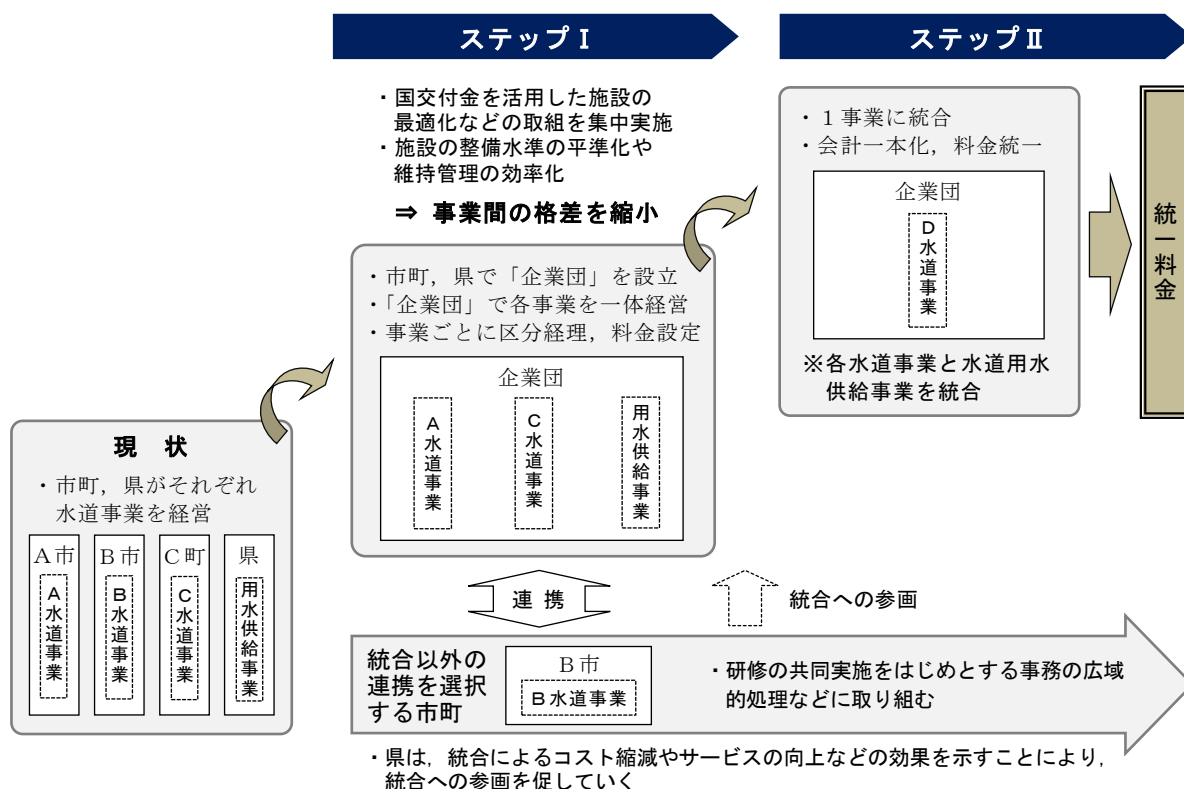 ステップⅠ
ステップⅡ
・国交付金を活用した施設の
最適化などの取組を集中実施
・施設の整備水準の平準化や
維持管理の効率化
⇒ 事業間の格差を縮小
・市町，県で「企業団」を設立
・「企業団」で各事業を一体経営
・事業ごとに区分経理，料金設定
企業団
A水道事業
C水道事業
用水供給事業
・１事業に統合
・会計一本化，料金統一
企業団
D水道事業
※各水道事業と水道用水
供給事業を統合
統一料金
現 状
・市町，県がそれぞれ
水道事業を経営
A市
B市
C町
県
A水道事業
B水道事業
C水道事業
用水供給事業
連 携
統合への参画
統合以外の
連携を選択
する市町
B市
B水道事業
・研修の共同実施をはじめとする事務の広域
的処理などに取り組む
・県は，統合によるコスト縮減やサービスの向上などの効果を示すことにより，
統合への参画を促していく